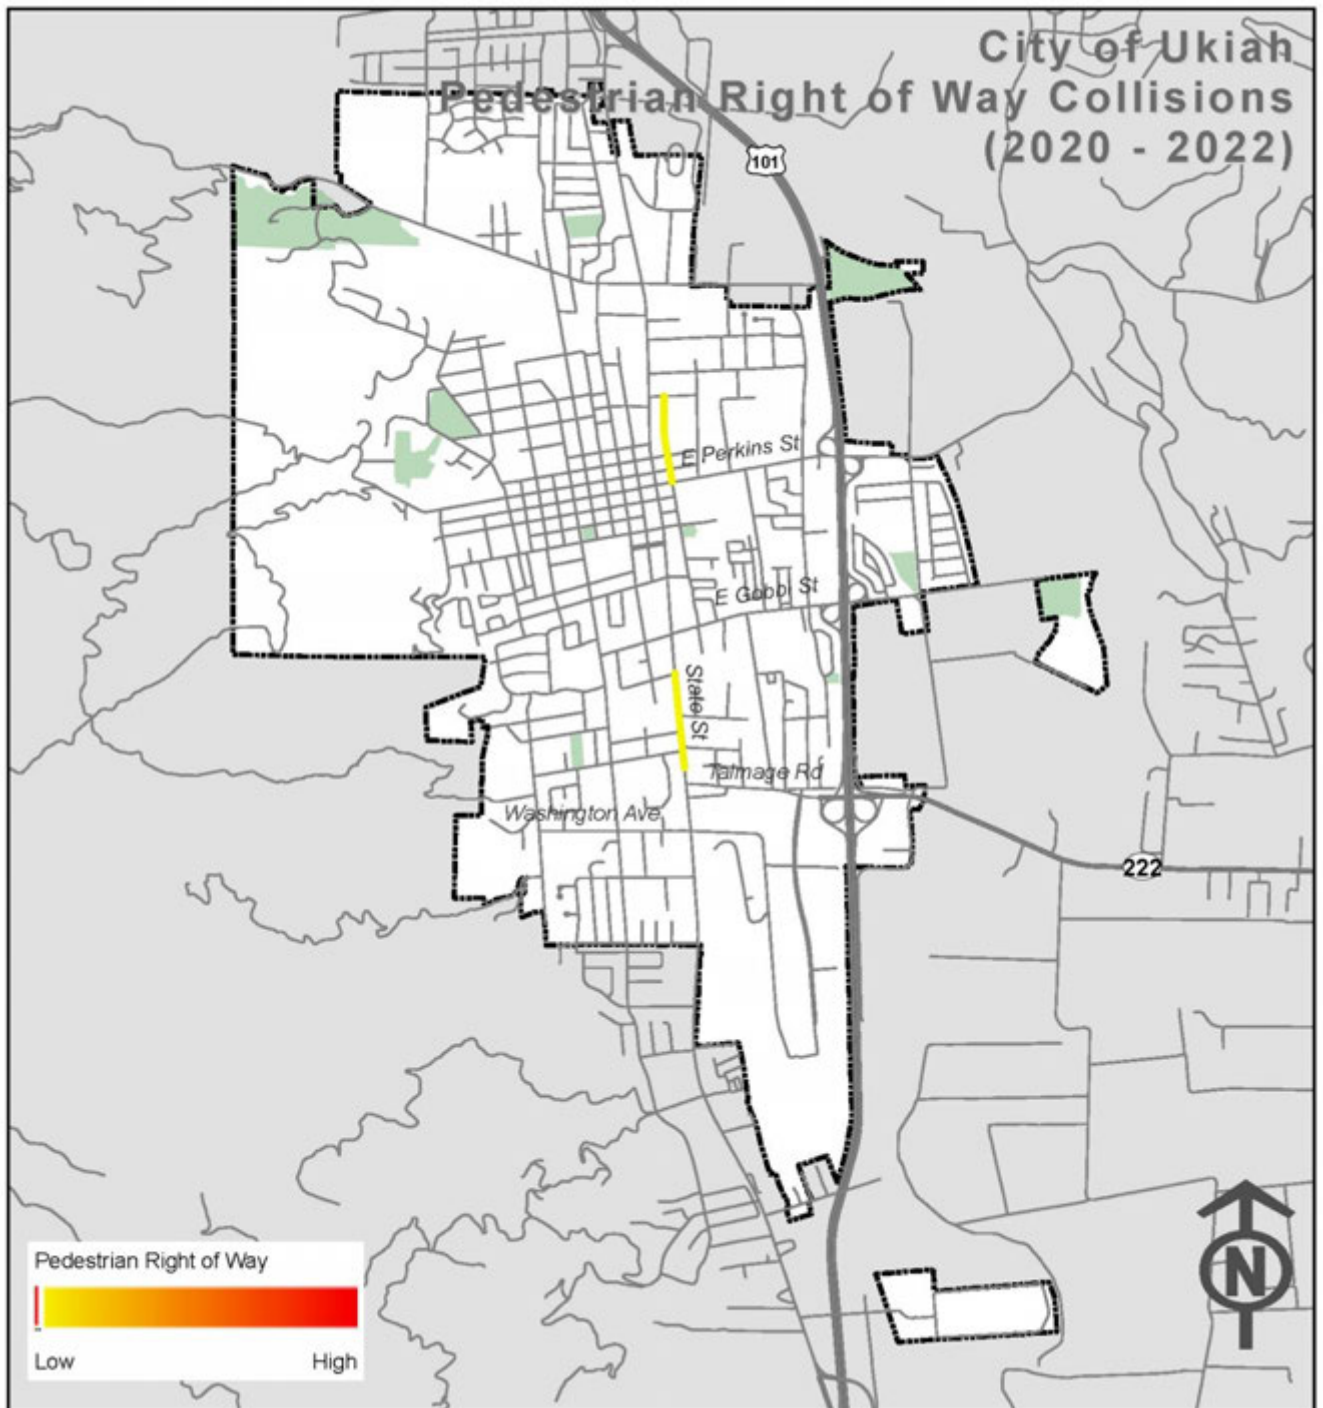 City of Ukiah
Pedestrian Right of Way Collisions
(2020 - 2022)
101
E Perkins St
E Gobbi St
State St
Talmage Rd
Washington Ave
222
Pedestrian Right of Way
Low High
N